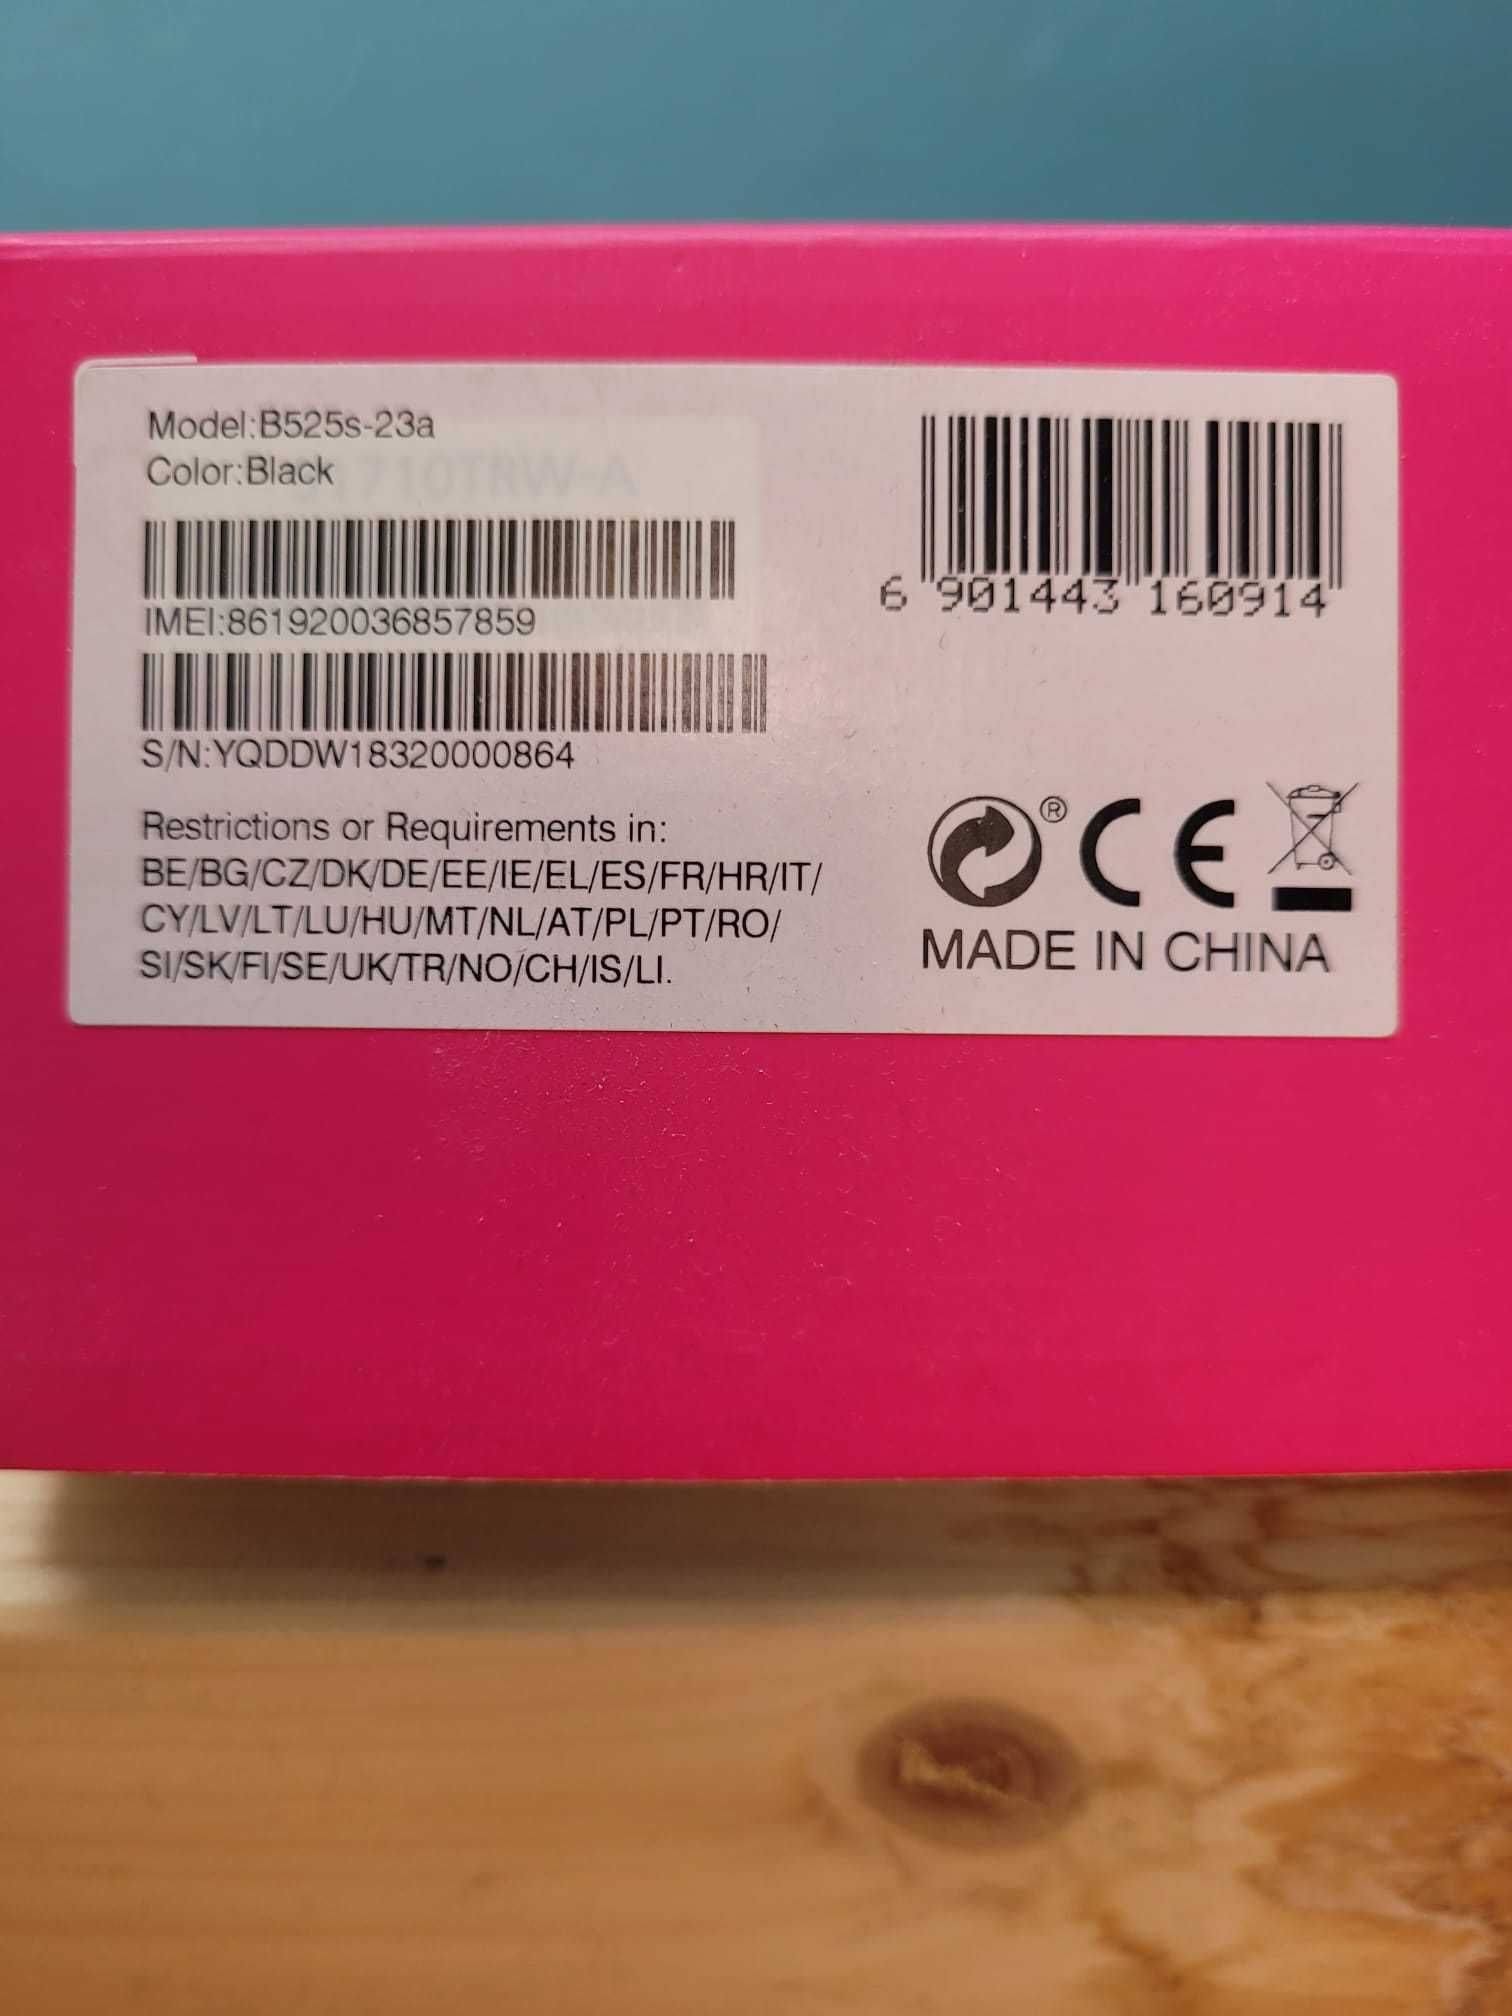 Model:B525s-23a
Color:Black
IMEI:861920036857859
S/N:YQDDW18320000864
Restrictions or Requirements in:
BE/BG/CZ/DK/DE/EE/IE/EL/ES/FR/HR/IT/
CY/LV/LT/LU/HU/MT/NL/AT/PL/PT/RO/
SI/SK/FI/SE/UK/TR/NO/CH/IS/LI.
6 901443 160914
® CE
MADE IN CHINA